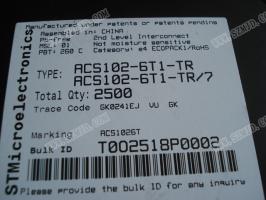 Manufactured under patents or patents pending
Assembled in: CHINA
Pb-free 2nd Level Interconnect
MSL: 01 Not moisture sensitive
PBT: 260 C Category: e4 ECOPACK1/RoHS
TYPE: ACS102-6T1-TR
ACS102-6T1-TR/7
Total Qty: 2500
Trace Code GK0241EJ VU GK
Marking ACS1026T
Bulk ID T0O2518P0002
Please provide the bulk ID for any inquiry
STMicroelectronics